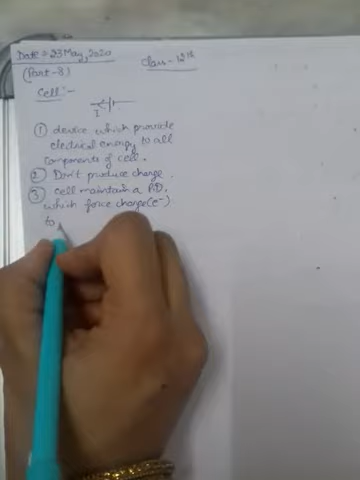 Date = 23 May, 2020
Class - 12th
(Part-8)
Cell :-
I
① device which provide
electrical energy to all
components of cell.
② Don't produce charge.
③ cell maintain a P.D,
which force charge (e⁻)
to